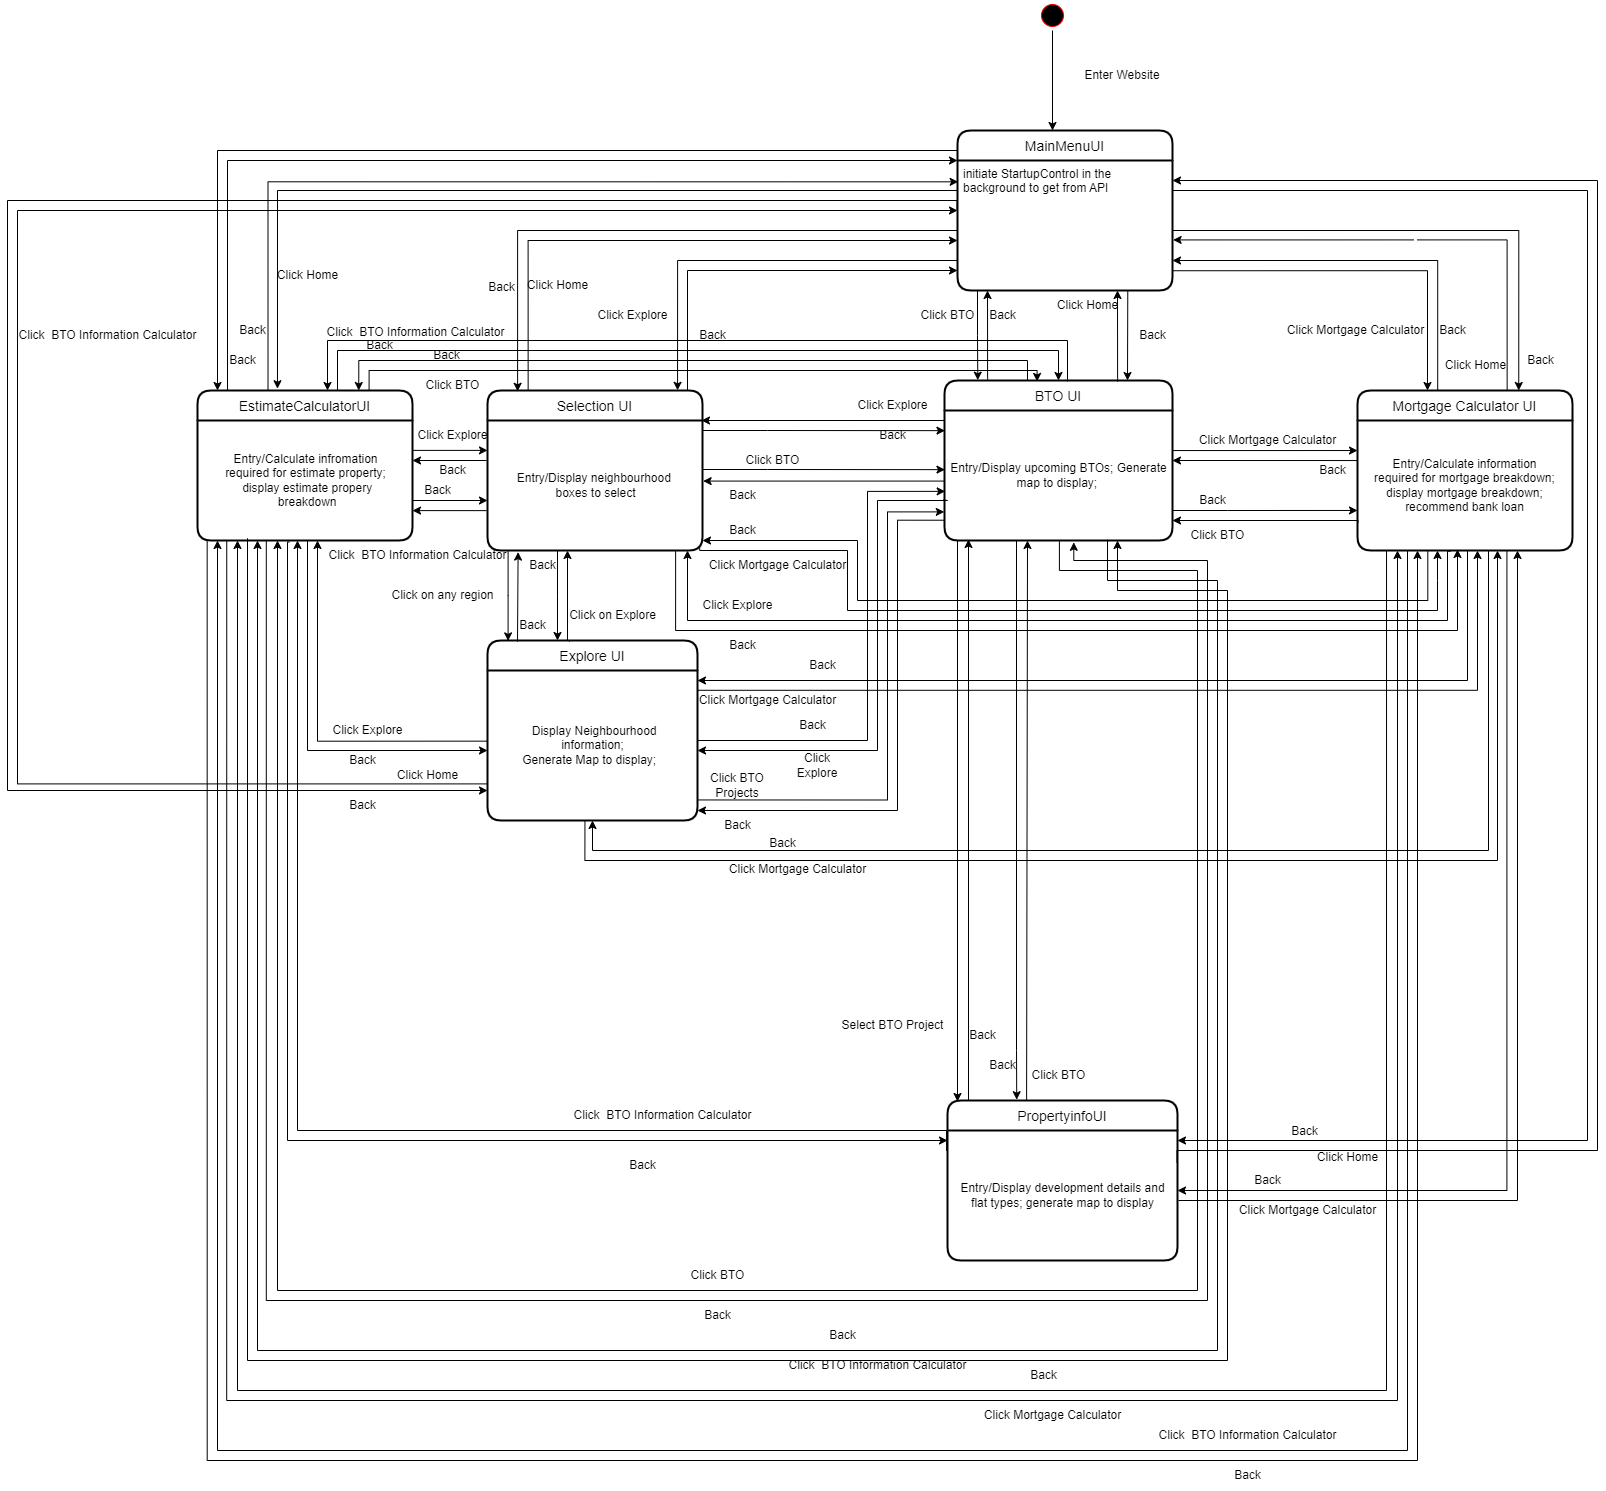 Enter Website
MainMenuUI
initiate StartupControl in the
background to get from API
Click Home
Back
Click Home
Click Explore
Click BTO
Back
Click Home
Back
Click  BTO Information Calculator
Back
Back
Click  BTO Information Calculator
Back
Back
Click BTO
Back
Click Mortgage Calculator
Back
Click Home
Back
EstimateCalculatorUI
Entry/Calculate infromation
required for estimate property;
display estimate propery
breakdown
Selection UI
Entry/Display neighbourhood
boxes to select
BTO UI
Entry/Display upcoming BTOs; Generate
map to display;
Mortgage Calculator UI
Entry/Calculate information
required for mortgage breakdown;
display mortgage breakdown;
recommend bank loan
Click Explore
Back
Back
Click  BTO Information Calculator
Click Explore
Back
Click BTO
Back
Back
Click Mortgage Calculator
Click Explore
Back
Click Mortgage Calculator
Back
Back
Click BTO
Click on any region
Back
Back
Click on Explore
Explore UI
Display Neighbourhood
information;
Generate Map to display;
Back
Click Mortgage Calculator
Back
Click
Explore
Click BTO
Projects
Back
Back
Click Mortgage Calculator
Click Explore
Back
Click Home
Back
Select BTO Project
Back
Back
Click BTO
PropertyinfoUI
Entry/Display development details and
flat types; generate map to display
Click  BTO Information Calculator
Back
Back
Click Home
Back
Click Mortgage Calculator
Click BTO
Back
Back
Click  BTO Information Calculator
Back
Click Mortgage Calculator
Click  BTO Information Calculator
Back